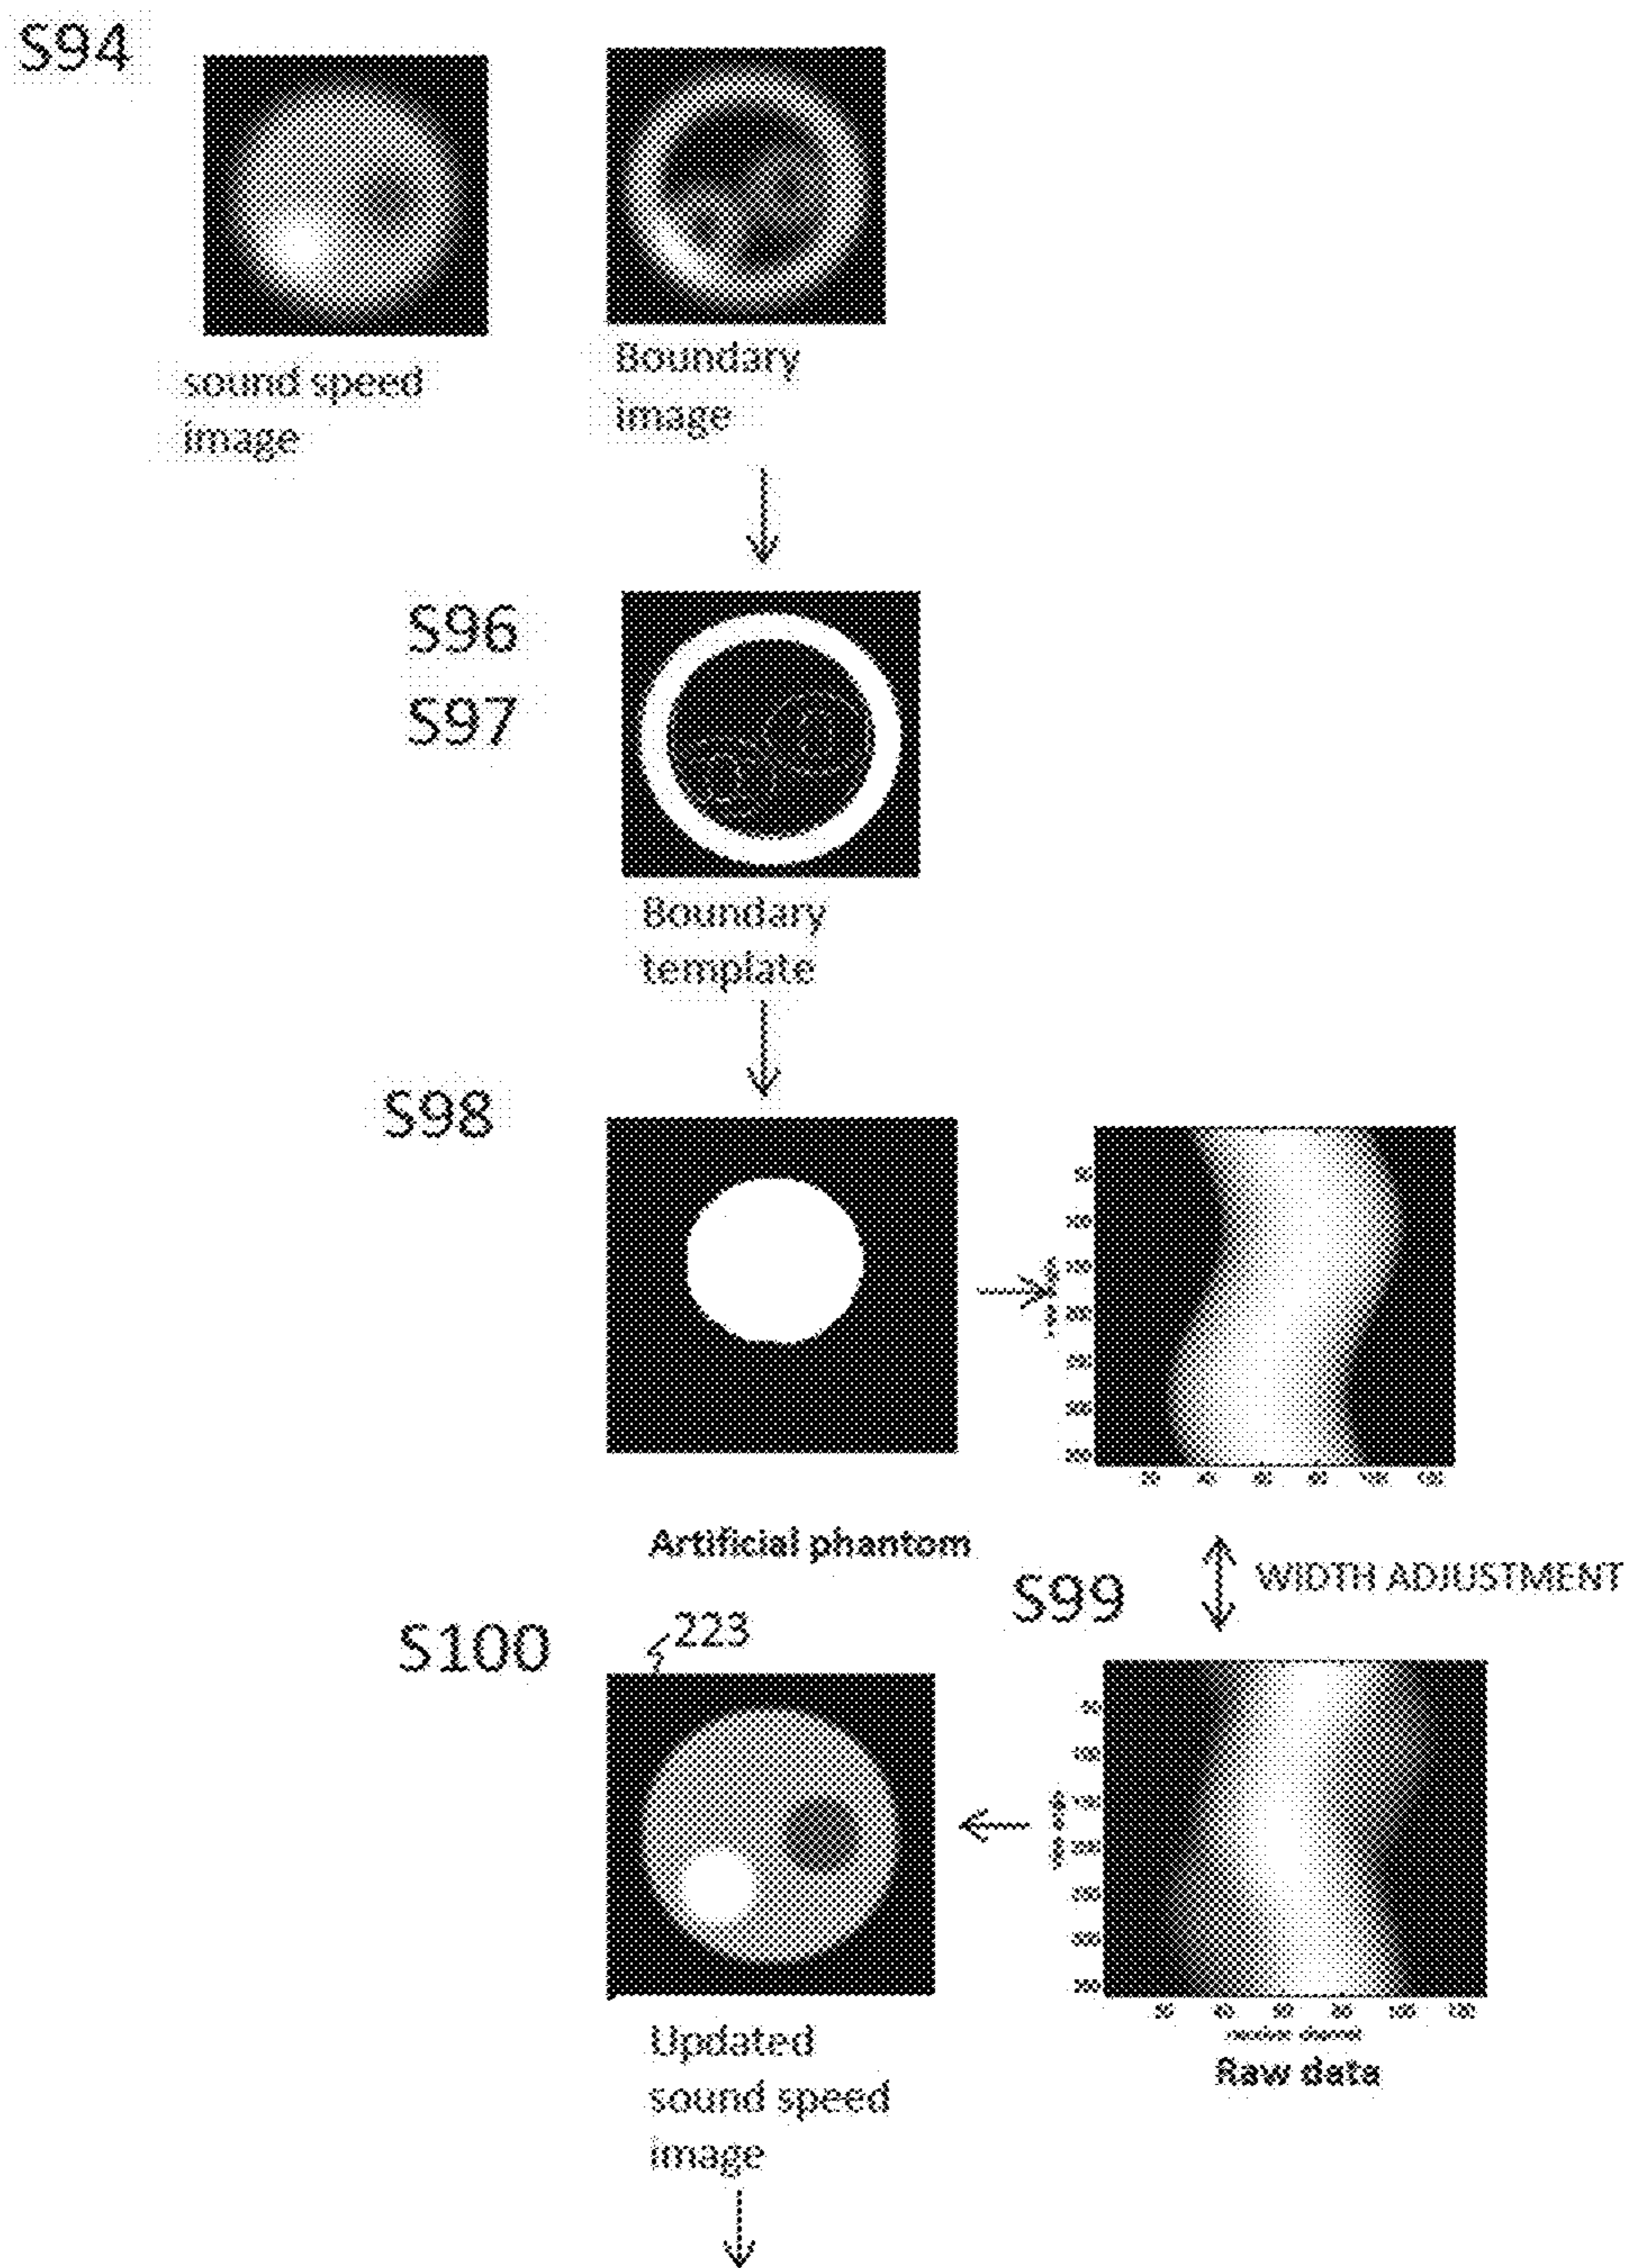 S94
sound speed
image
Boundary
image
S96
S97
Boundary
template
S98
Artificial phantom
S99
WIDTH ADJUSTMENT
S100
223
Raw data
Updated
sound speed
image